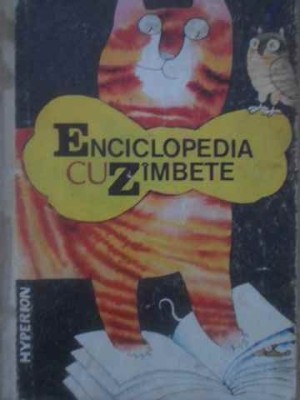 ENCICLOPEDIA
CU ZÎMBETE
HYPERION